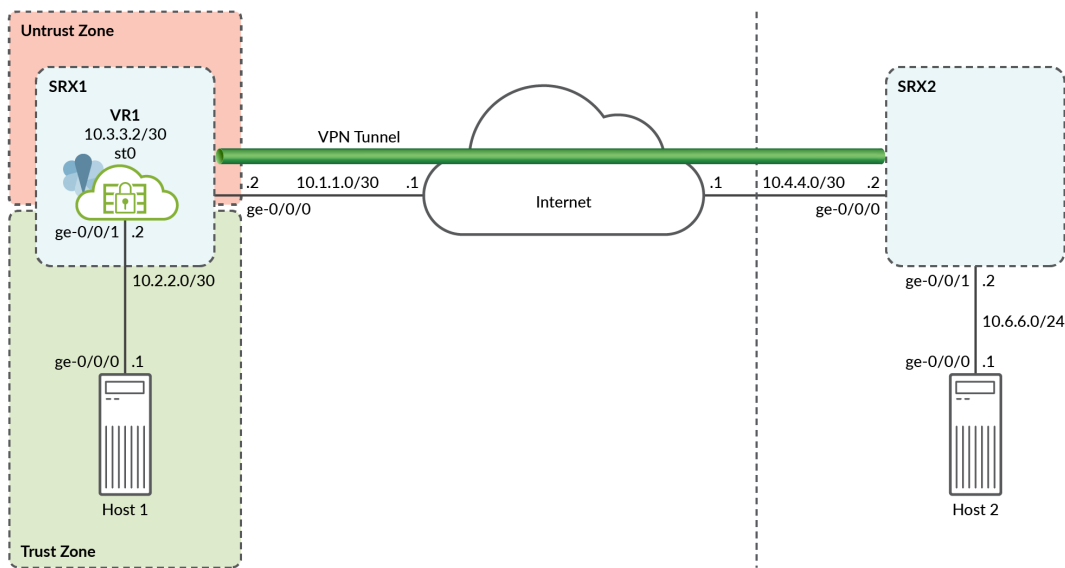 Untrust Zone
SRX1
VR1
10.3.3.2/30
st0
ge-0/0/1 .2
10.2.2.0/30
ge-0/0/0 .1
Host 1
Trust Zone
VPN Tunnel
.2 10.1.1.0/30 .1
ge-0/0/0
Internet
.1 10.4.4.0/30 .2
ge-0/0/0
SRX2
ge-0/0/1 .2
10.6.6.0/24
ge-0/0/0 .1
Host 2